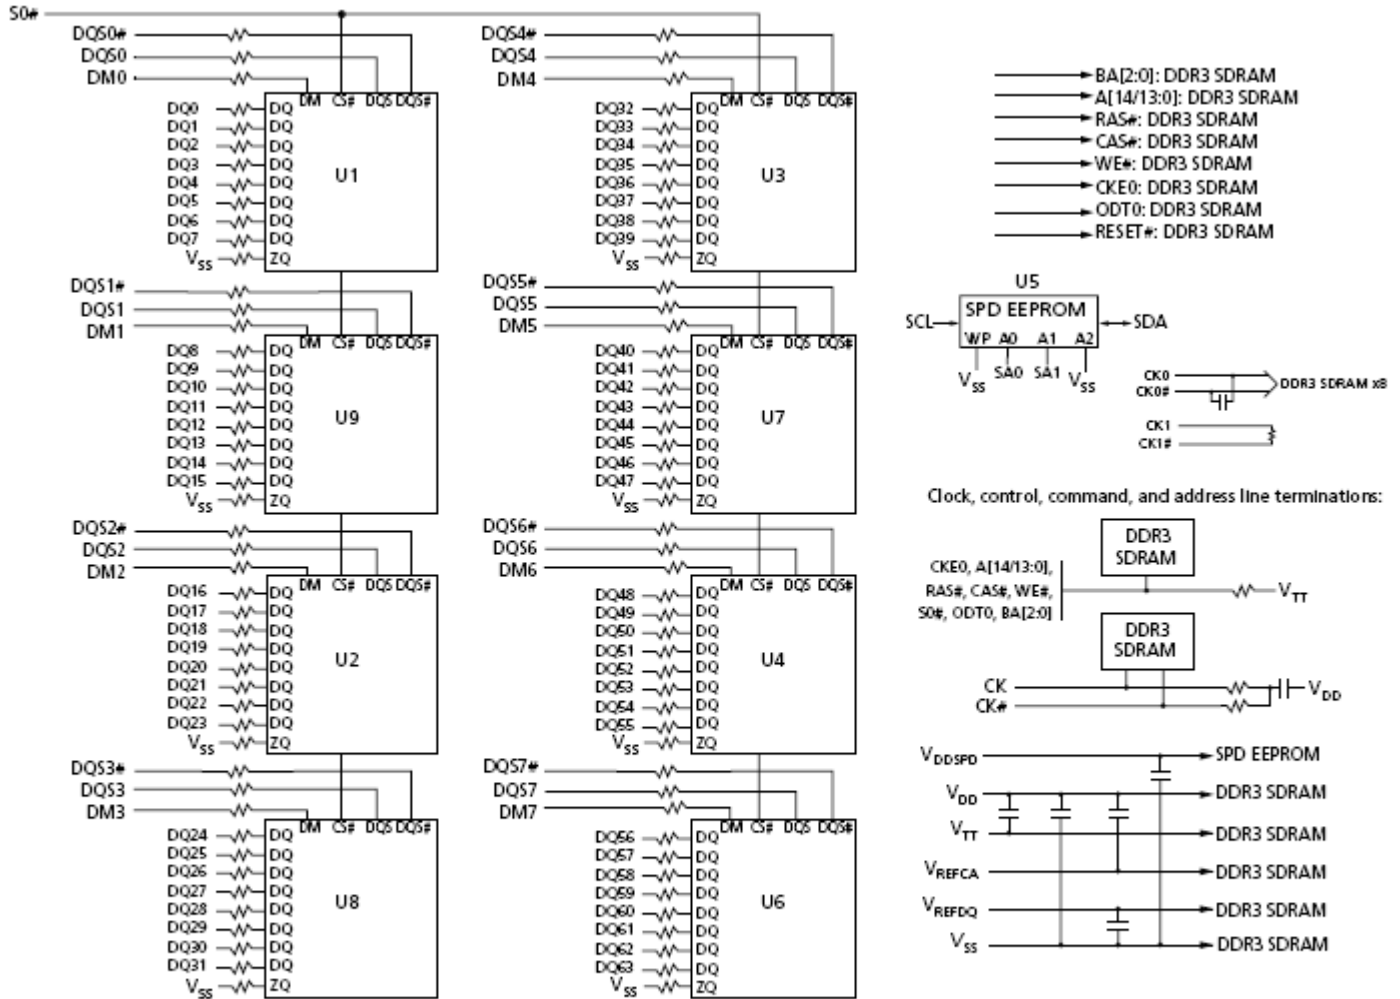 S0#
DQS0#
DQS0
DM0
DM CS# DQS DQS#
DQ0 DQ
DQ1 DQ
DQ2 DQ
DQ3 DQ
DQ4 DQ
DQ5 DQ
DQ6 DQ
DQ7 DQ
VSS ZQ
U1
DQS1#
DQS1
DM1
DM CS# DQS DQS#
DQ8 DQ
DQ9 DQ
DQ10 DQ
DQ11 DQ
DQ12 DQ
DQ13 DQ
DQ14 DQ
DQ15 DQ
VSS ZQ
U9
DQS2#
DQS2
DM2
DM CS# DQS DQS#
DQ16 DQ
DQ17 DQ
DQ18 DQ
DQ19 DQ
DQ20 DQ
DQ21 DQ
DQ22 DQ
DQ23 DQ
VSS ZQ
U2
DQS3#
DQS3
DM3
DM CS# DQS DQS#
DQ24 DQ
DQ25 DQ
DQ26 DQ
DQ27 DQ
DQ28 DQ
DQ29 DQ
DQ30 DQ
DQ31 DQ
VSS ZQ
U8
DQS4#
DQS4
DM4
DM CS# DQS DQS#
DQ32 DQ
DQ33 DQ
DQ34 DQ
DQ35 DQ
DQ36 DQ
DQ37 DQ
DQ38 DQ
DQ39 DQ
VSS ZQ
U3
DQS5#
DQS5
DM5
DM CS# DQS DQS#
DQ40 DQ
DQ41 DQ
DQ42 DQ
DQ43 DQ
DQ44 DQ
DQ45 DQ
DQ46 DQ
DQ47 DQ
VSS ZQ
U7
DQS6#
DQS6
DM6
DM CS# DQS DQS#
DQ48 DQ
DQ49 DQ
DQ50 DQ
DQ51 DQ
DQ52 DQ
DQ53 DQ
DQ54 DQ
DQ55 DQ
VSS ZQ
U4
DQS7#
DQS7
DM7
DM CS# DQS DQS#
DQ56 DQ
DQ57 DQ
DQ58 DQ
DQ59 DQ
DQ60 DQ
DQ61 DQ
DQ62 DQ
DQ63 DQ
VSS ZQ
U6
BA[2:0]: DDR3 SDRAM
A[14/13:0]: DDR3 SDRAM
RAS#: DDR3 SDRAM
CAS#: DDR3 SDRAM
WE#: DDR3 SDRAM
CKE0: DDR3 SDRAM
ODT0: DDR3 SDRAM
RESET#: DDR3 SDRAM
U5
SPD EEPROM
SCL SDA
WP A0 A1 A2
VSS SA0 SA1 VSS
CK0
CK0#
DDR3 SDRAM x8
CK1
CK1#
Clock, control, command, and address line terminations:
DDR3
SDRAM
CKE0, A[14/13:0],
RAS#, CAS#, WE#,
S0#, ODT0, BA[2:0]
VTT
DDR3
SDRAM
CK
CK#
VDD
VDDSPD SPD EEPROM
VDD DDR3 SDRAM
VTT DDR3 SDRAM
VREFCA DDR3 SDRAM
VREFDQ DDR3 SDRAM
VSS DDR3 SDRAM